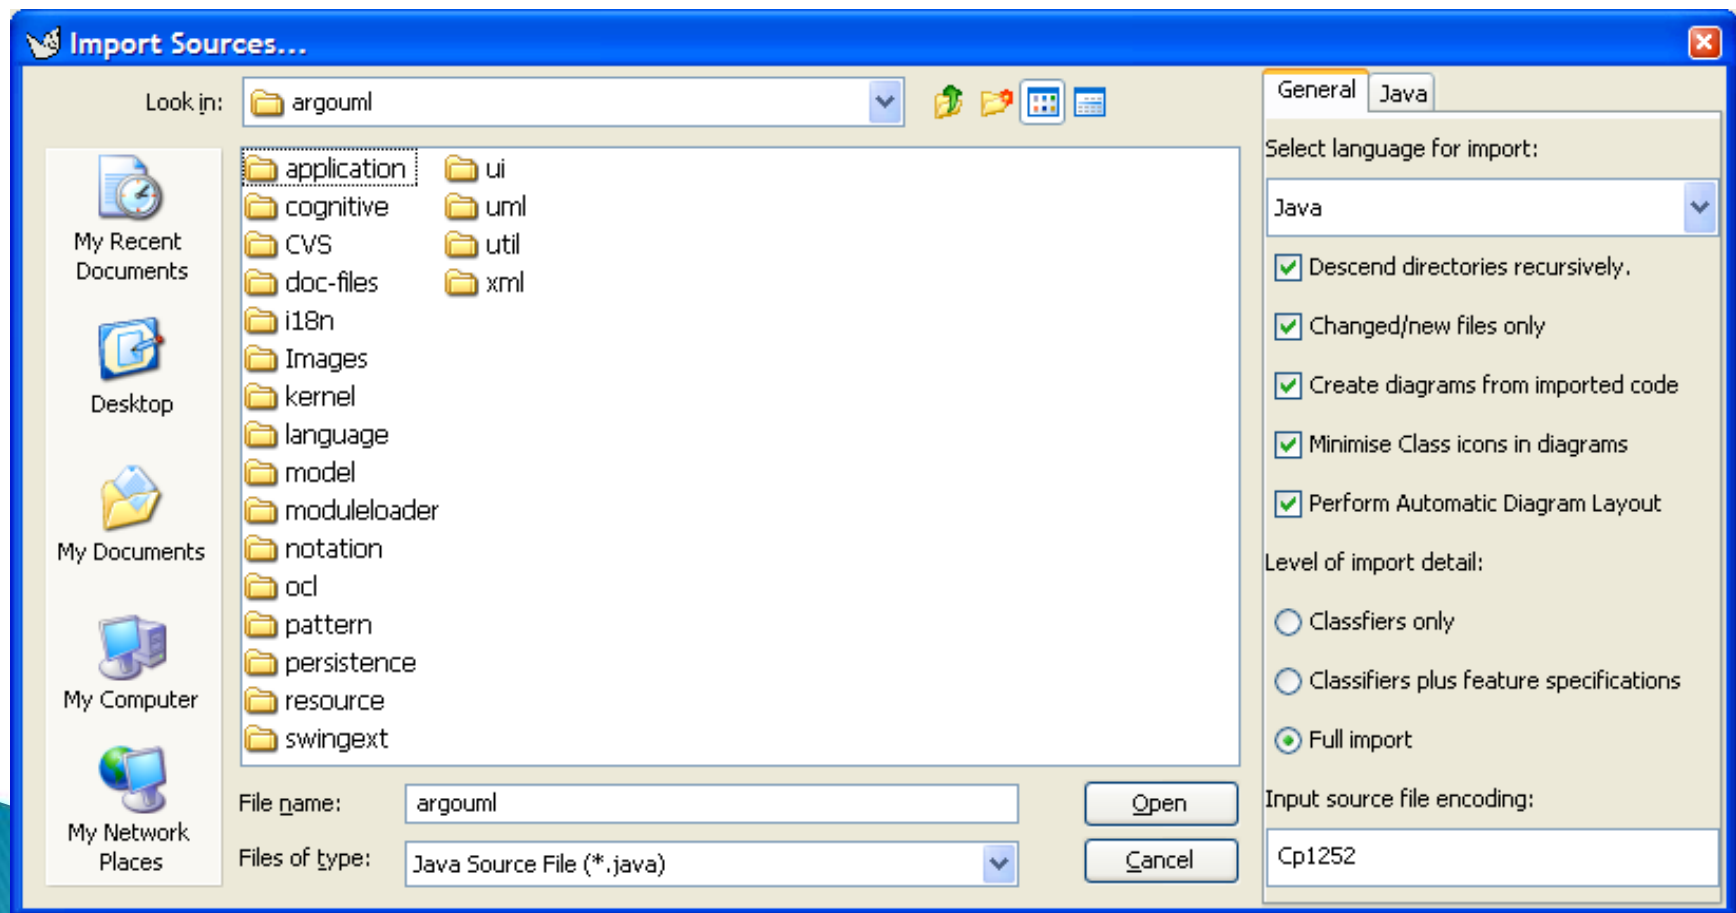 Import Sources...
Look in:
argouml
My Recent
Documents
Desktop
My Documents
My Computer
My Network
Places
application
cognitive
CVS
doc-files
i18n
Images
kernel
language
model
moduleloader
notation
ocl
pattern
persistence
resource
swingext
ui
uml
util
xml
File name:
argouml
Open
Files of type:
Java Source File (*.java)
Cancel
General
Java
Select language for import:
Java
Descend directories recursively.
Changed/new files only
Create diagrams from imported code
Minimise Class icons in diagrams
Perform Automatic Diagram Layout
Level of import detail:
Classfiers only
Classifiers plus feature specifications
Full import
Input source file encoding:
Cp1252